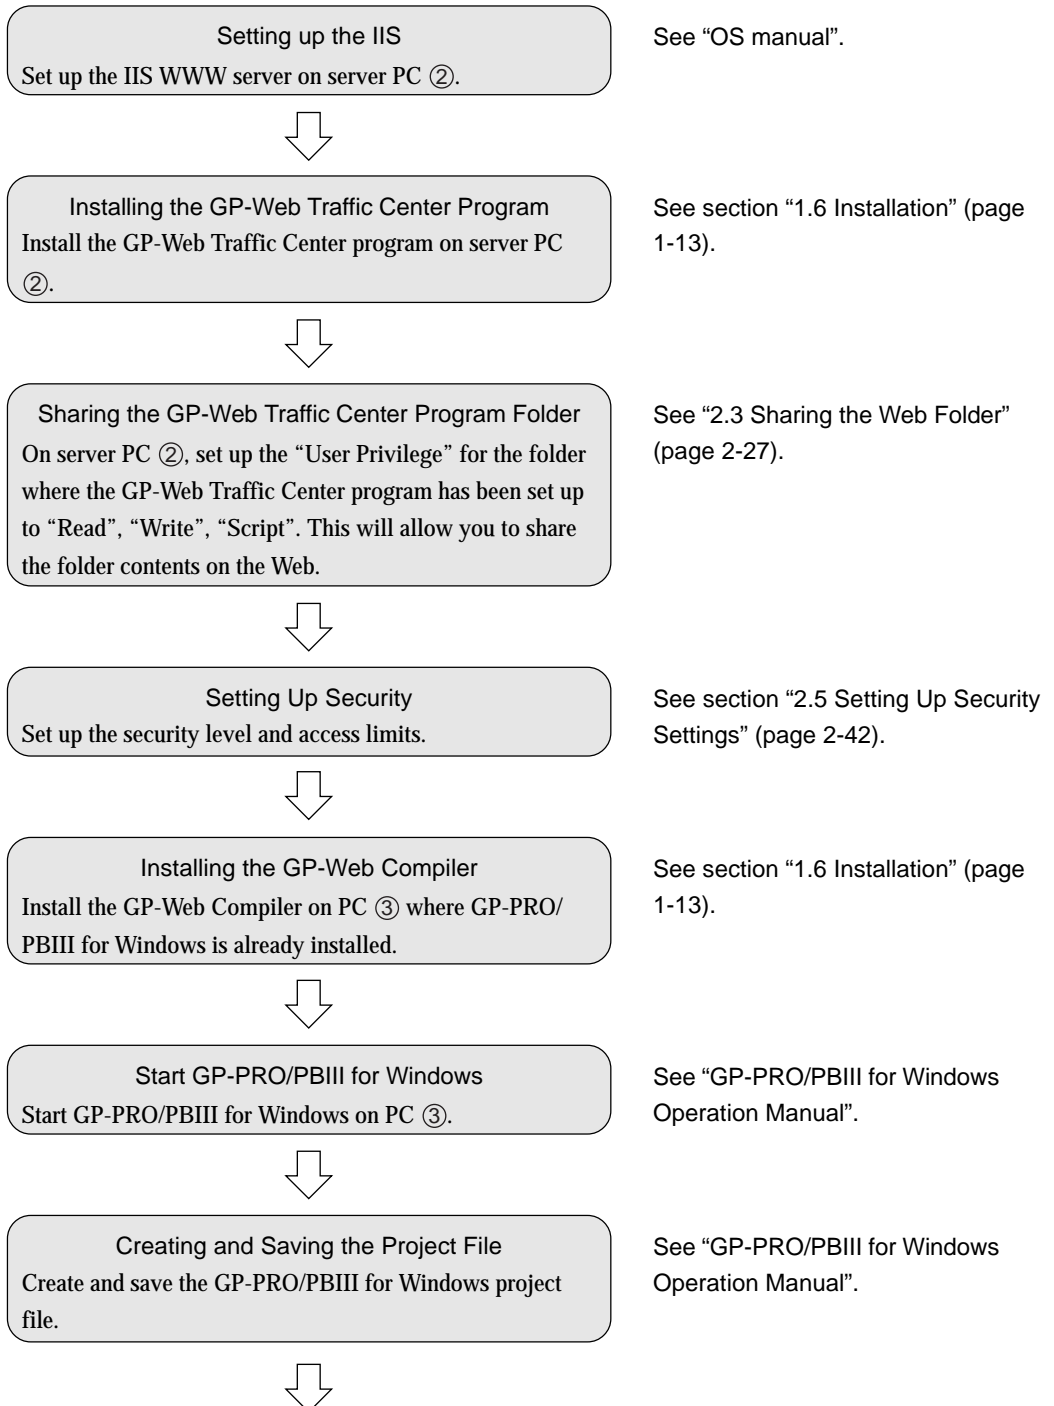 Setting up the IIS
Set up the IIS WWW server on server PC ②.
See “OS manual”.
Installing the GP-Web Traffic Center Program
Install the GP-Web Traffic Center program on server PC
②.
See section “1.6 Installation” (page
1-13).
Sharing the GP-Web Traffic Center Program Folder
On server PC ②, set up the “User Privilege” for the folder
where the GP-Web Traffic Center program has been set up
to “Read”, “Write”, “Script”. This will allow you to share
the folder contents on the Web.
See “2.3 Sharing the Web Folder”
(page 2-27).
Setting Up Security
Set up the security level and access limits.
See section “2.5 Setting Up Security
Settings” (page 2-42).
Installing the GP-Web Compiler
Install the GP-Web Compiler on PC ③ where GP-PRO/
PBIII for Windows is already installed.
See section “1.6 Installation” (page
1-13).
Start GP-PRO/PBIII for Windows
Start GP-PRO/PBIII for Windows on PC ③.
See “GP-PRO/PBIII for Windows
Operation Manual”.
Creating and Saving the Project File
Create and save the GP-PRO/PBIII for Windows project
file.
See “GP-PRO/PBIII for Windows
Operation Manual”.